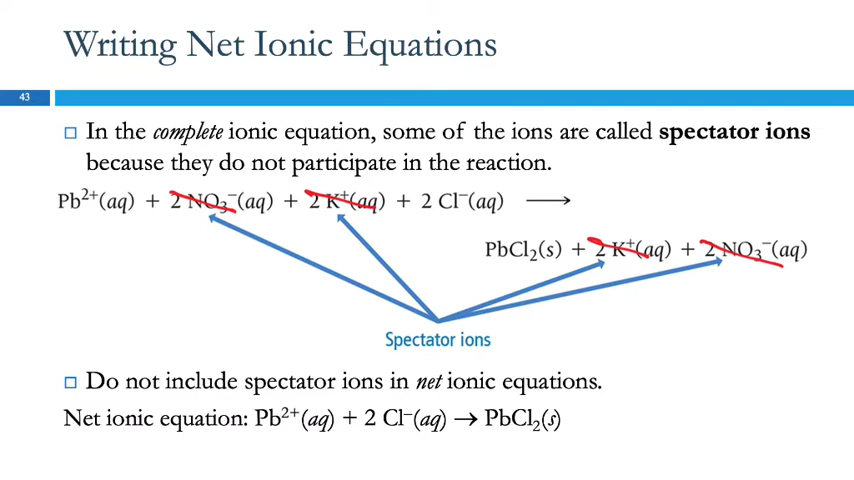 Writing Net Ionic Equations
43
□ In the complete ionic equation, some of the ions are called spectator ions
because they do not participate in the reaction.
Pb²⁺(aq) + 2 NO₃⁻(aq) + 2 K⁺(aq) + 2 Cl⁻(aq) ⟶
PbCl₂(s) + 2 K⁺(aq) + 2 NO₃⁻(aq)
Spectator ions
□ Do not include spectator ions in net ionic equations.
Net ionic equation: Pb²⁺(aq) + 2 Cl⁻(aq) → PbCl₂(s)